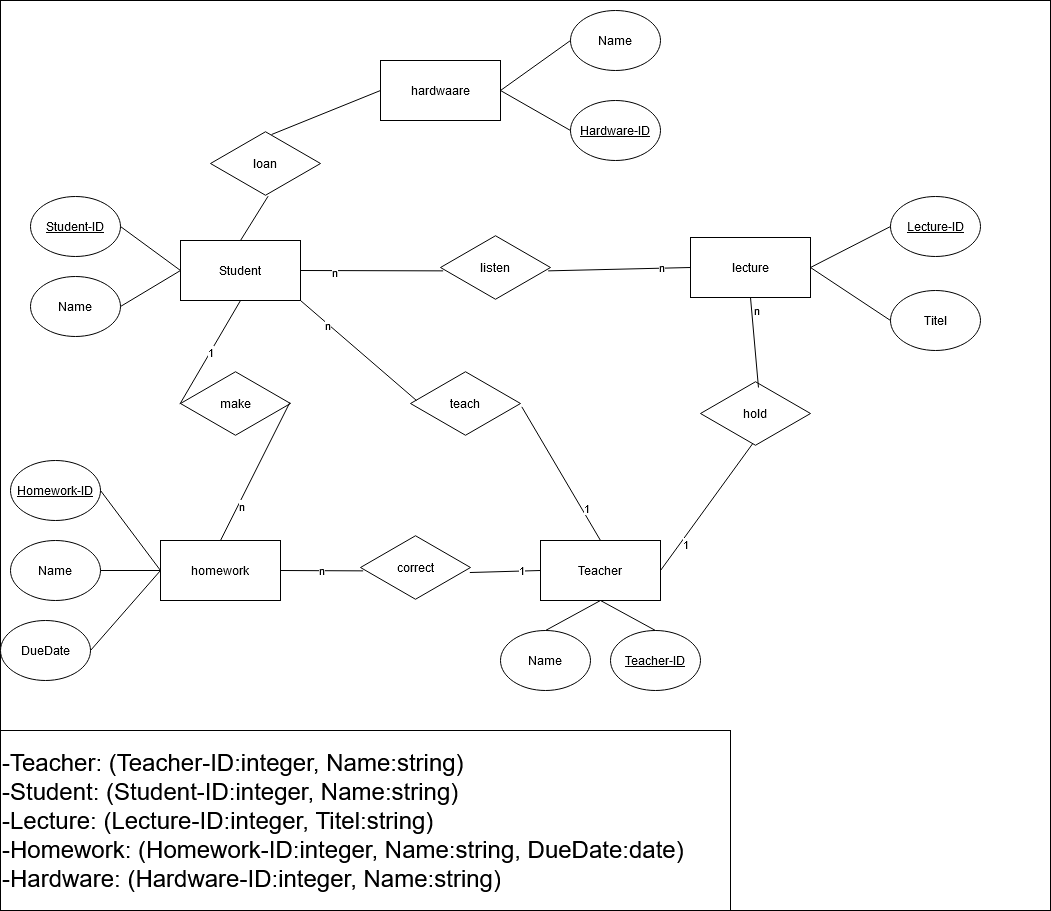 Name
hardwaare
Hardware-ID
loan
Student-ID
Lecture-ID
Student
n
listen
n
lecture
Name
n
Titel
n
1
make
teach
hold
Homework-ID
n
1
1
Name
homework
n
correct
1
Teacher
DueDate
Name
Teacher-ID
-Teacher: (Teacher-ID:integer, Name:string)
-Student: (Student-ID:integer, Name:string)
-Lecture: (Lecture-ID:integer, Titel:string)
-Homework: (Homework-ID:integer, Name:string, DueDate:date)
-Hardware: (Hardware-ID:integer, Name:string)